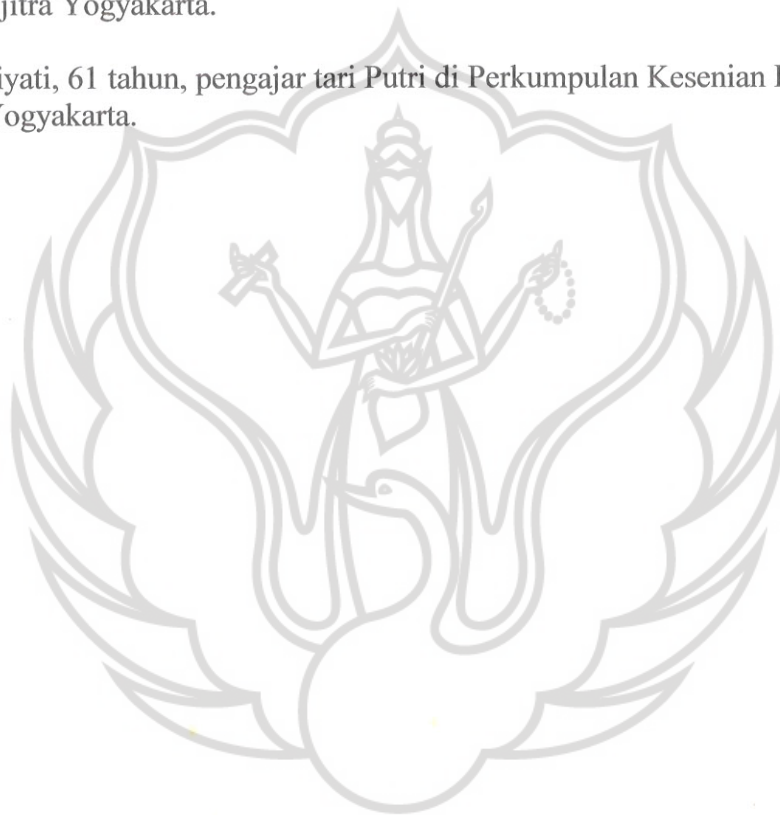 jitra Yogyakarta.
iyati, 61 tahun, pengajar tari Putri di Perkumpulan Kesenian
Yogyakarta.